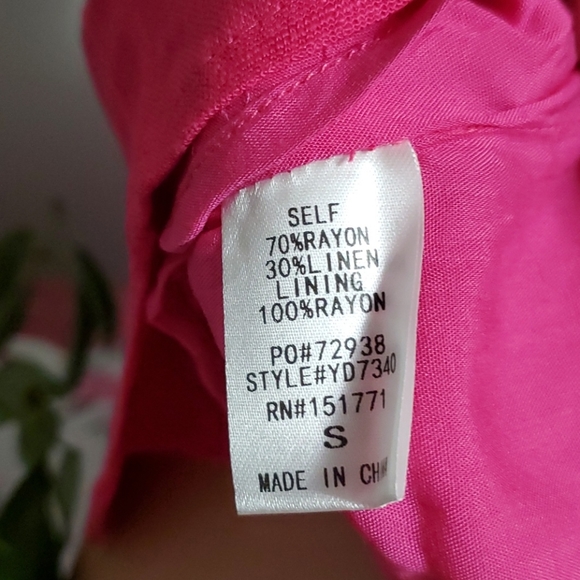 SELF
70%RAYON
30%LINEN
LINING
100%RAYON
PO#72938
STYLE#YD7340
RN#151771
S
MADE IN